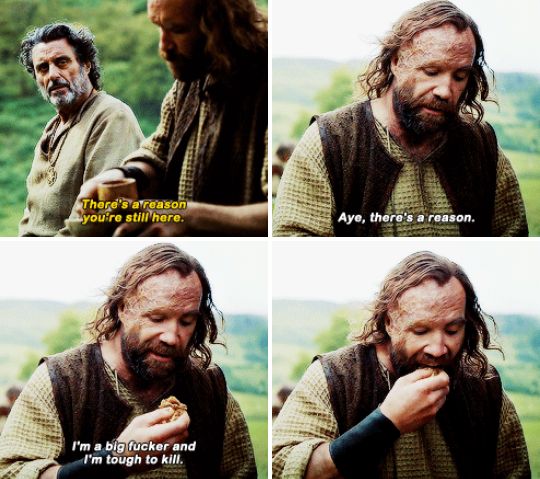 There's a reason
you're still here.
Aye, there's a reason.
I'm a big fucker and
I'm tough to kill.